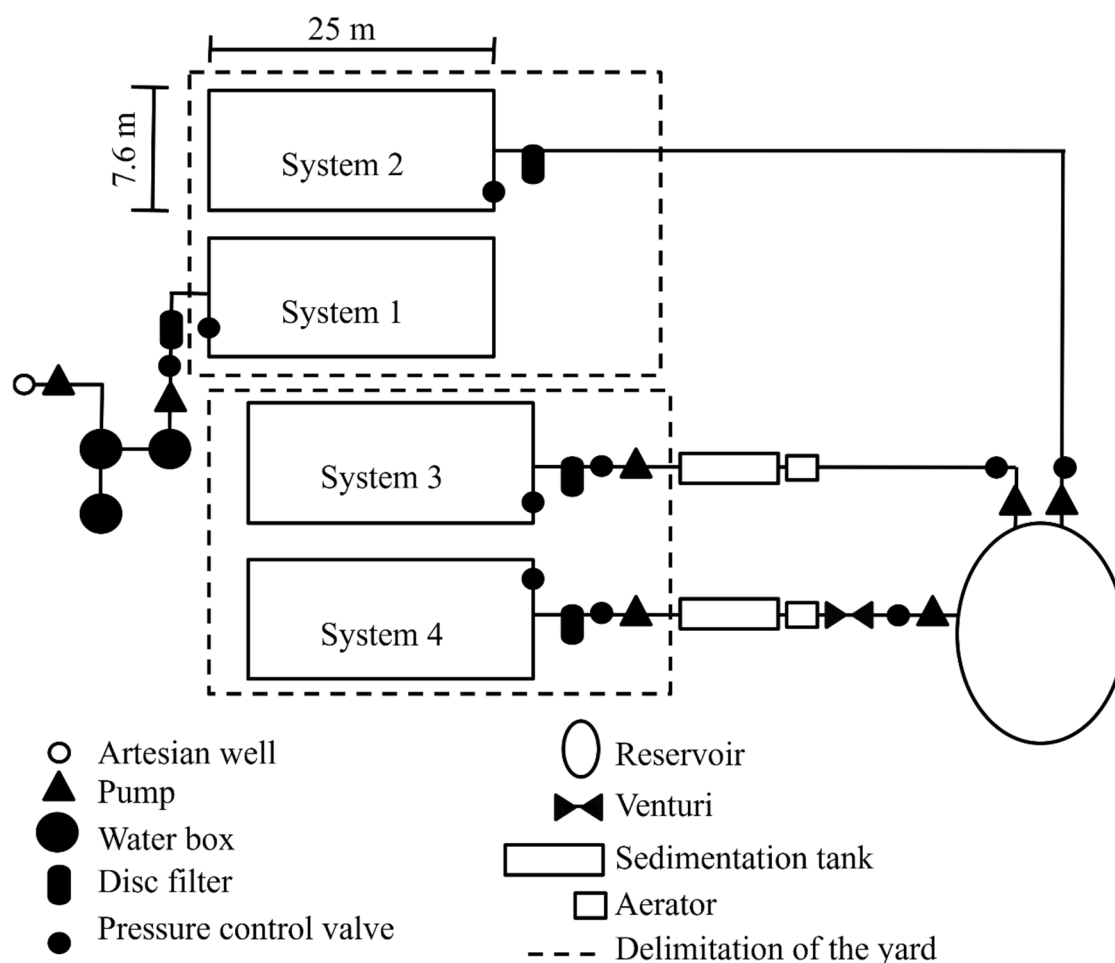 25 m
7.6 m
System 2
System 1
System 3
System 4
Artesian well
Pump
Water box
Disc filter
Pressure control valve
Reservoir
Venturi
Sedimentation tank
Aerator
Delimitation of the yard